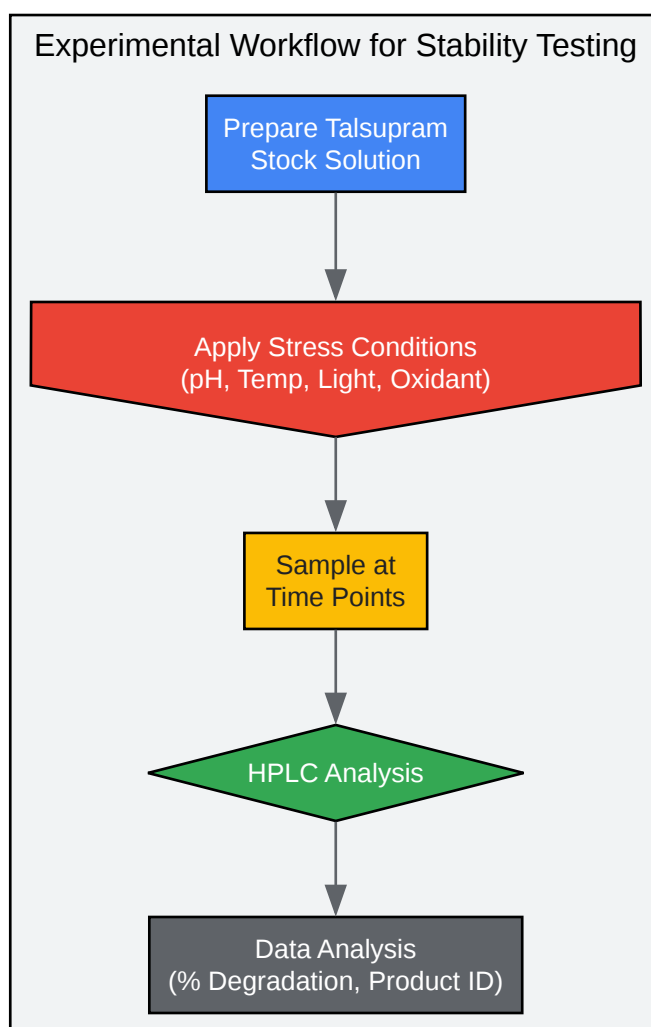 Experimental Workflow for Stability Testing
Prepare Talsupram
Stock Solution
Apply Stress Conditions
(pH, Temp, Light, Oxidant)
Sample at
Time Points
HPLC Analysis
Data Analysis
(% Degradation, Product ID)